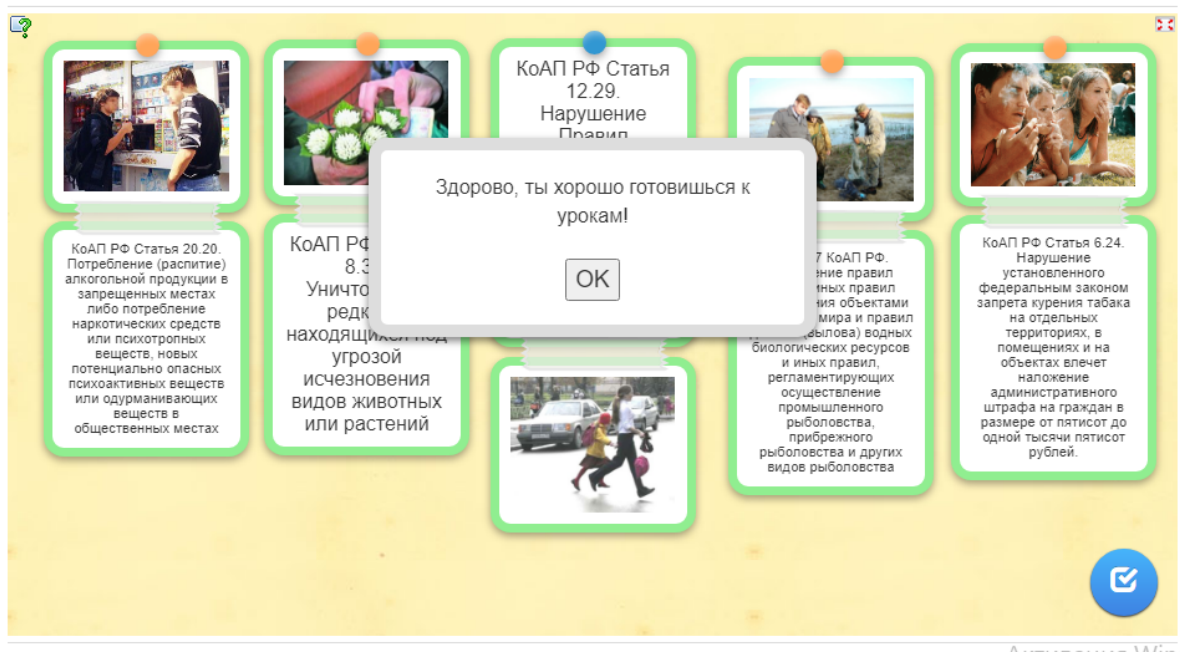 КоАП РФ Статья 20.20.
Потребление (распитие)
алкогольной продукции в
запрещенных местах
либо потребление
наркотических средств
или психотропных
веществ, новых
потенциально опасных
психоактивных веществ
или одурманивающих
веществ в
общественных местах
КоАП РФ
8.3
Уничто
редк
находящихся под
угрозой
исчезновения
видов животных
или растений
КоАП РФ Статья
12.29.
Нарушение
Правил
Здорово, ты хорошо готовишься к
урокам!
OK
7 КоАП РФ.
ение правил
иных правил
ния объектами
мира и правил
(вылова) водных
биологических ресурсов
и иных правил,
регламентирующих
осуществление
промышленного
рыболовства,
прибрежного
рыболовства и других
видов рыболовства
КоАП РФ Статья 6.24.
Нарушение
установленного
федеральным законом
запрета курения табака
на отдельных
территориях, в
помещениях и на
объектах влечет
наложение
административного
штрафа на граждан в
размере от пятисот до
одной тысячи пятисот
рублей.